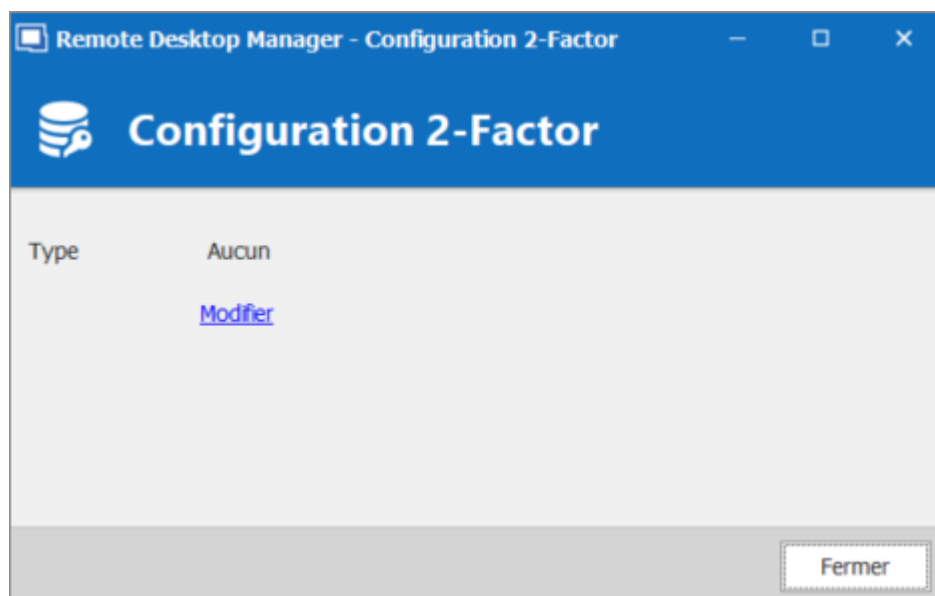 Remote Desktop Manager - Configuration 2-Factor
Configuration 2-Factor
Type Aucun
Modifier
Fermer